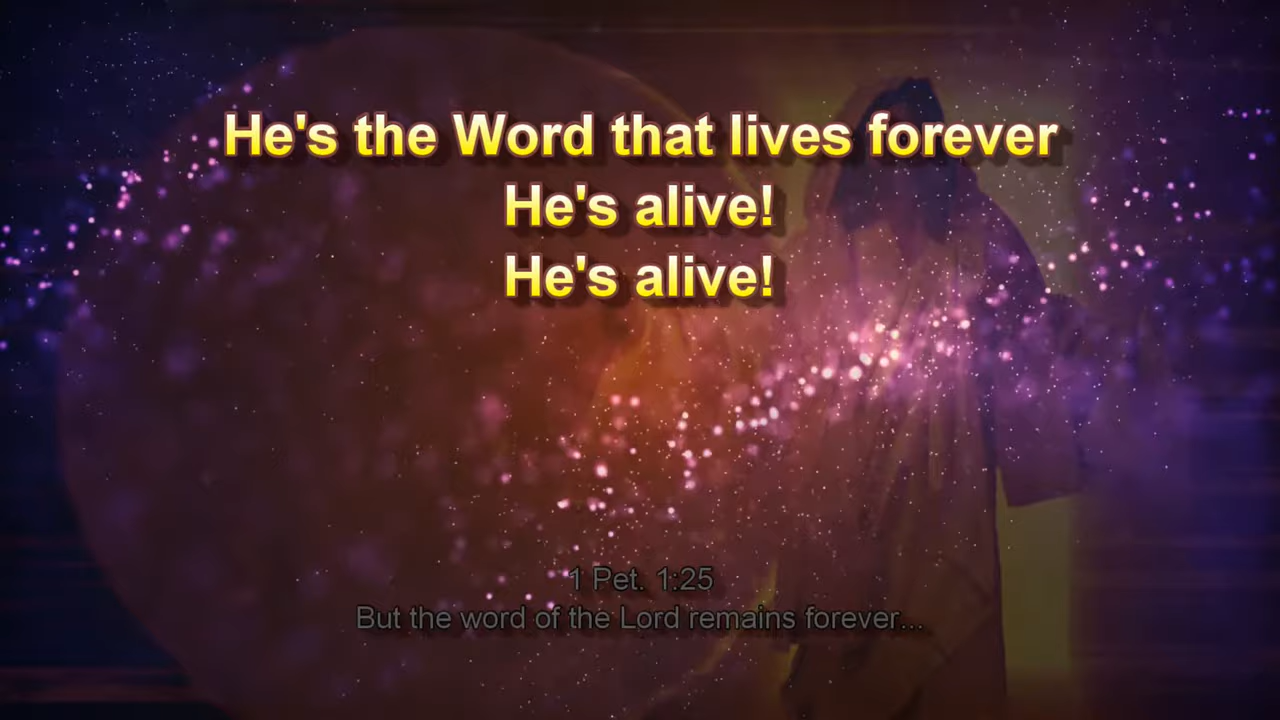 He's the Word that lives forever
He's alive!
He's alive!
1 Pet. 1:25
But the word of the Lord remains forever...